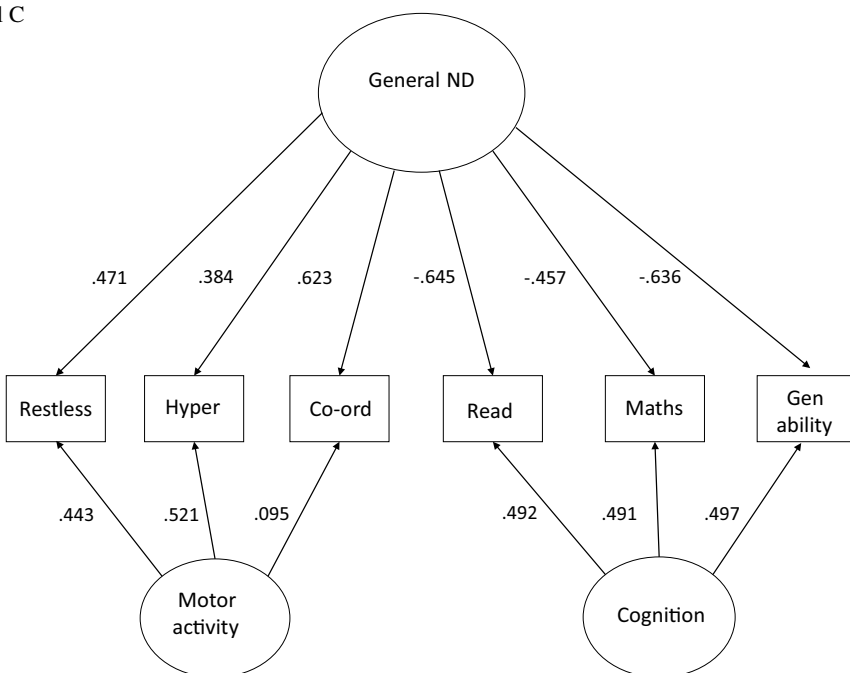 C
General ND
.471
.384
.623
-.645
-.457
-.636
Restless
Hyper
Co-ord
Read
Maths
Gen
ability
.443
.521
.095
.492
.491
.497
Motor
activity
Cognition